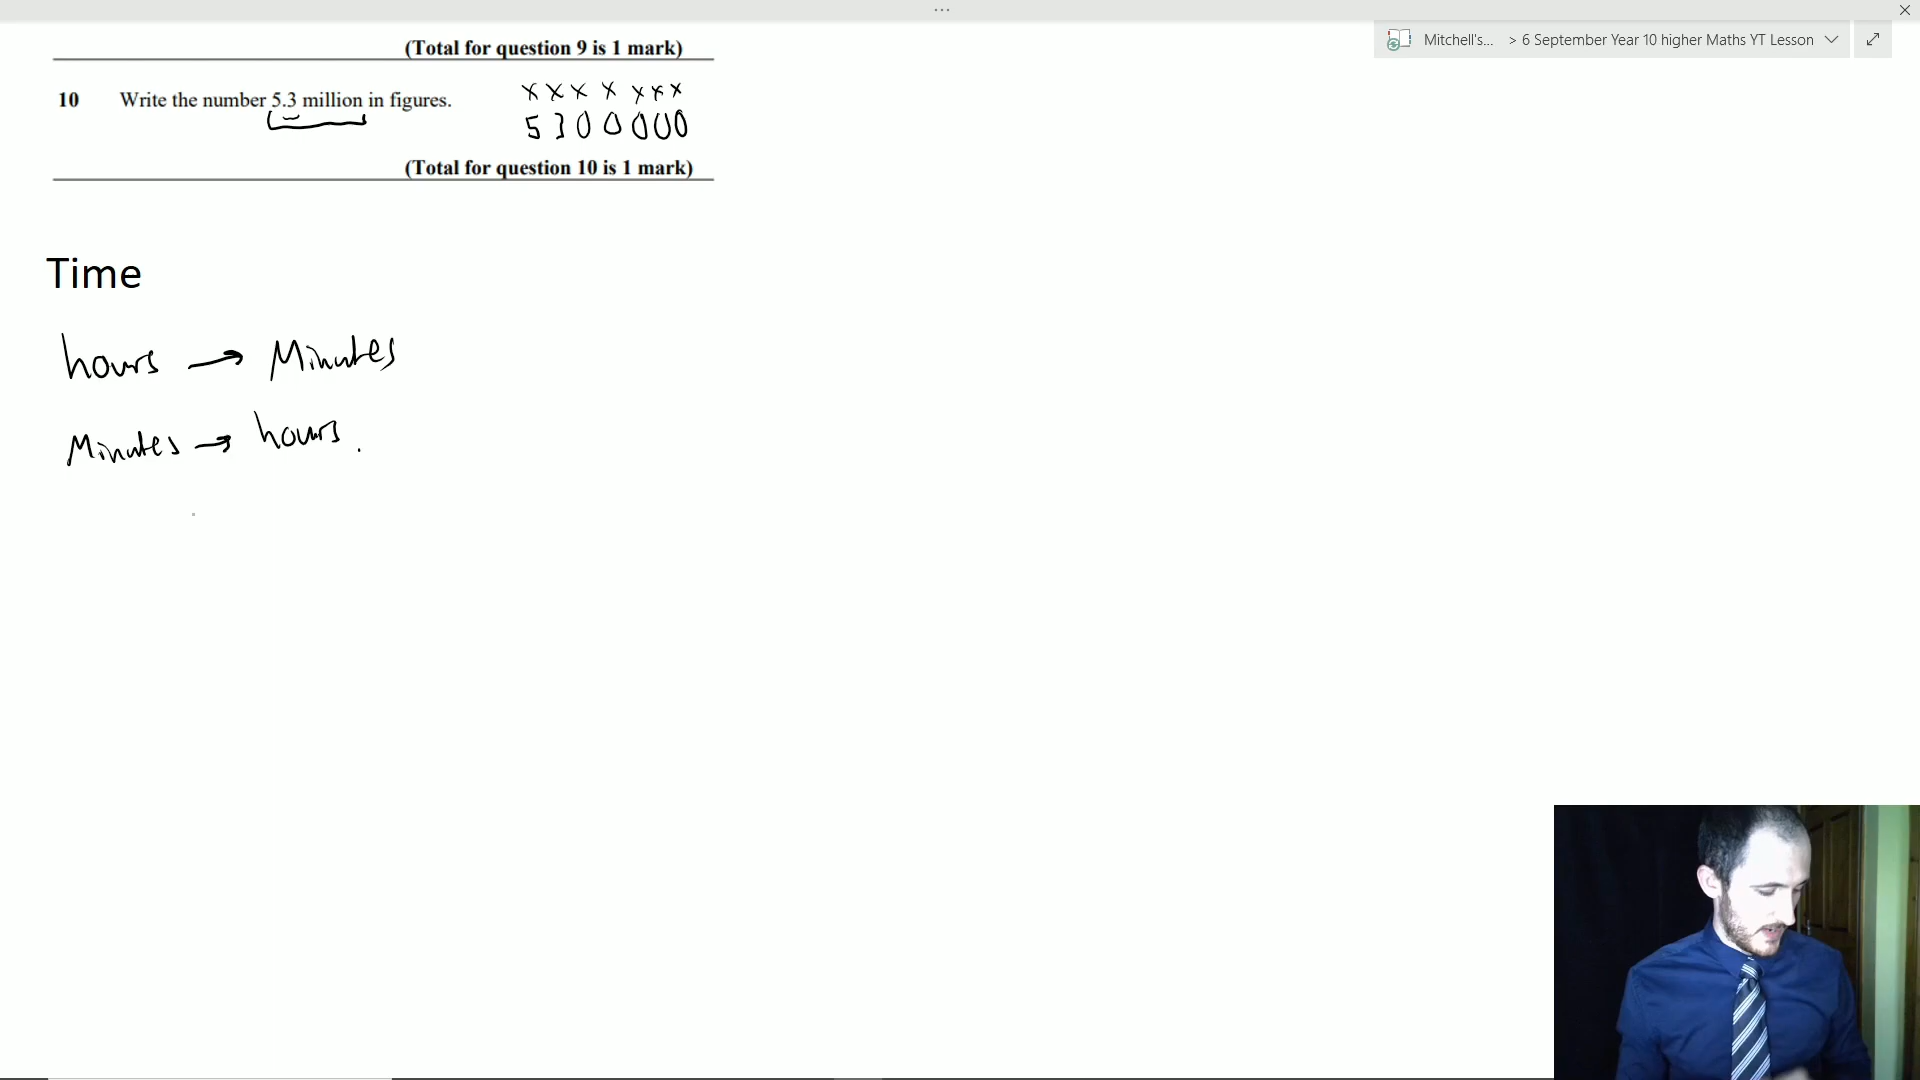 Mitchell's... > 6 September Year 10 higher Maths YT Lesson
(Total for question 9 is 1 mark)
x x x x x x x
10 Write the number 5.3 million in figures. 5 3 0 0 0 0 0
(Total for question 10 is 1 mark)
Time
hours → Minutes
Minutes → hours.